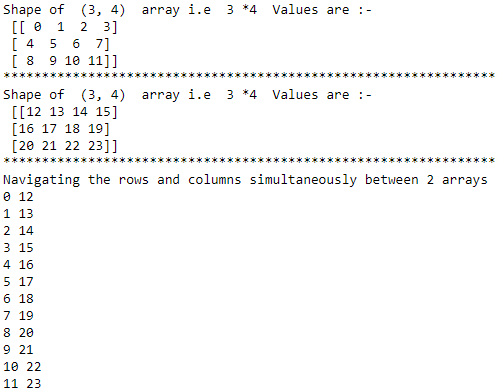 Shape of  (3, 4)  array i.e  3 *4  Values are :-
 [[ 0  1  2  3]
 [ 4  5  6  7]
 [ 8  9 10 11]]
****************************************************************
Shape of  (3, 4)  array i.e  3 *4  Values are :-
 [[12 13 14 15]
 [16 17 18 19]
 [20 21 22 23]]
****************************************************************
Navigating the rows and columns simultaneously between 2 arrays
0 12
1 13
2 14
3 15
4 16
5 17
6 18
7 19
8 20
9 21
10 22
11 23